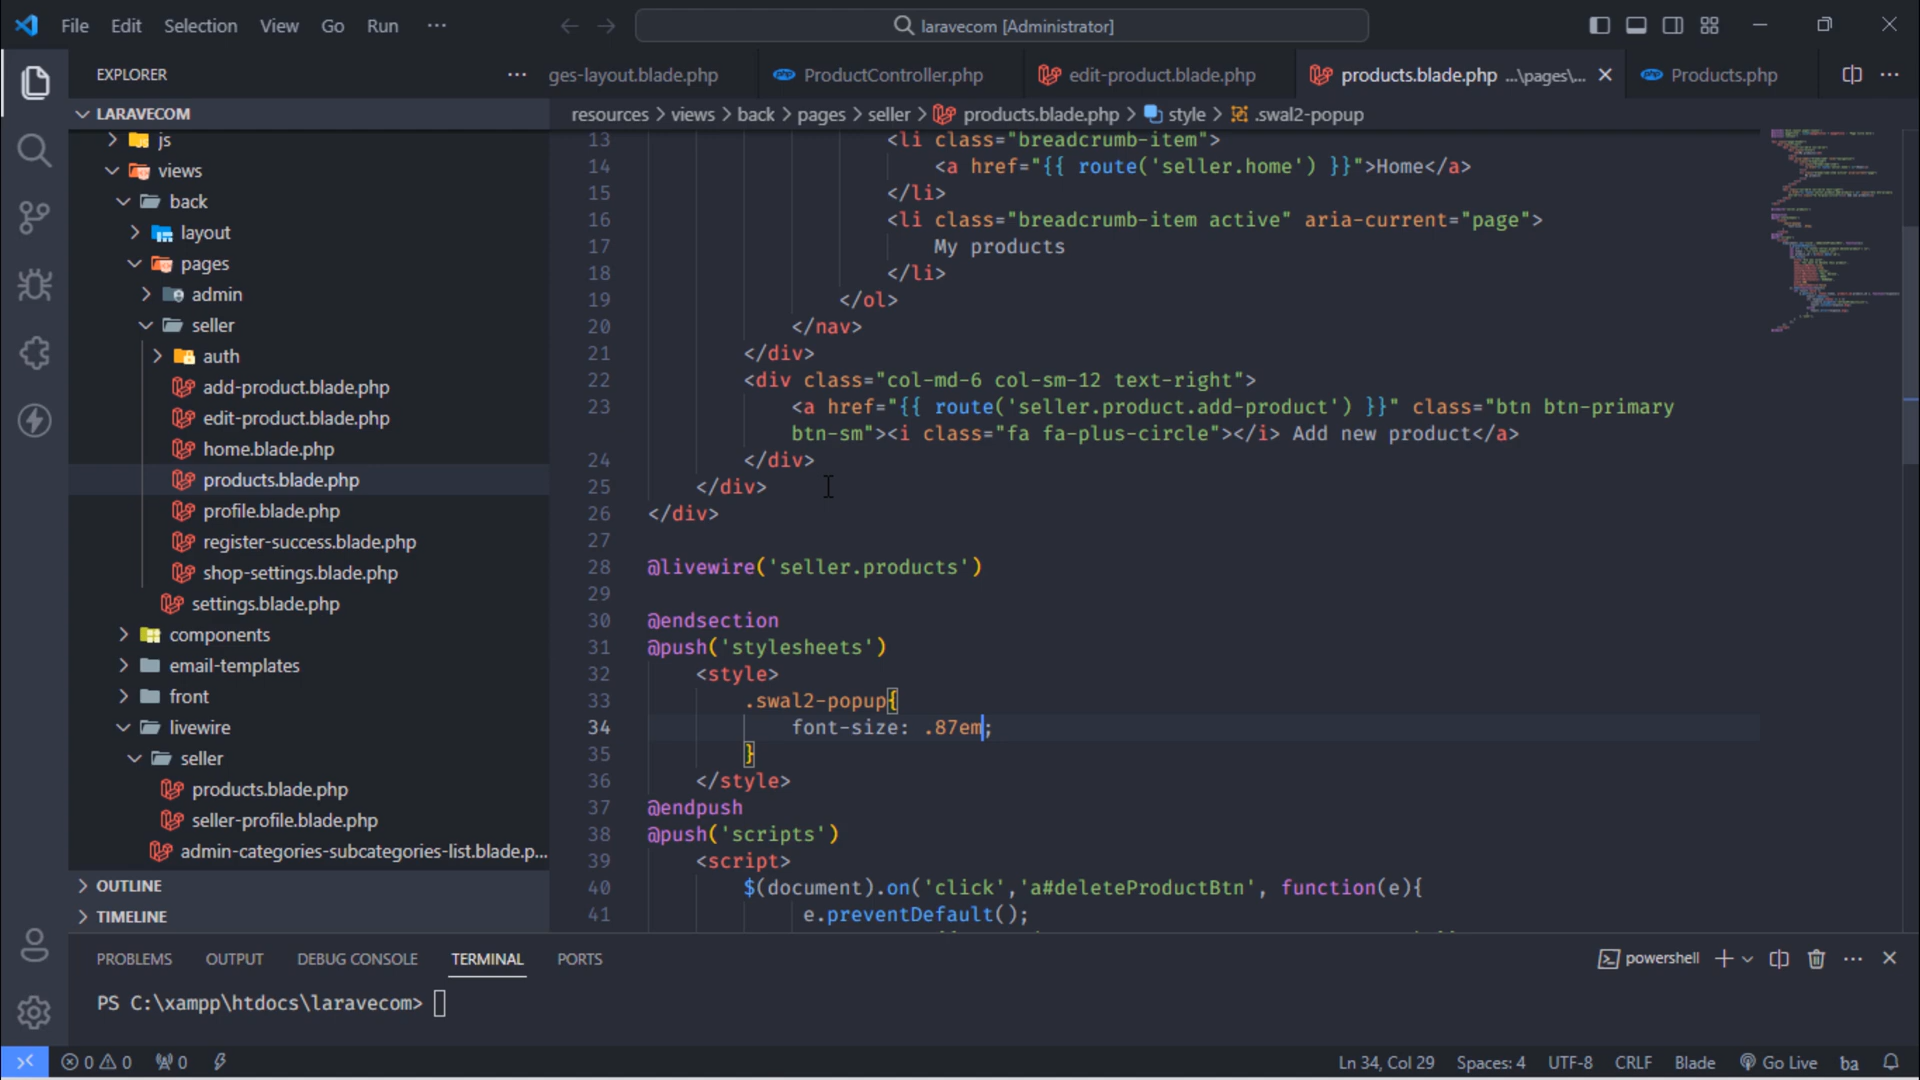 File Edit Selection View Go Run ···
laravecom [Administrator]
EXPLORER
ges-layout.blade.php ProductController.php edit-product.blade.php products.blade.php ...\pages\... Products.php
resources > views > back > pages > seller > products.blade.php > style > .swal2-popup
LARAVECOM
js
views
back
layout
pages
admin
seller
auth
add-product.blade.php
edit-product.blade.php
home.blade.php
products.blade.php
profile.blade.php
register-success.blade.php
shop-settings.blade.php
settings.blade.php
components
email-templates
front
livewire
seller
products.blade.php
seller-profile.blade.php
admin-categories-subcategories-list.blade.p...
OUTLINE
TIMELINE
13 <li class="breadcrumb-item">
14 <a href="{{ route('seller.home') }}">Home</a>
15 </li>
16 <li class="breadcrumb-item active" aria-current="page">
17 My products
18 </li>
19 </ol>
20 </nav>
21 </div>
22 <div class="col-md-6 col-sm-12 text-right">
23 <a href="{{ route('seller.product.add-product') }}" class="btn btn-primary
btn-sm"><i class="fa fa-plus-circle"></i> Add new product</a>
24 </div>
25 </div>
26 </div>
27
28 @livewire('seller.products')
29
30 @endsection
31 @push('stylesheets')
32 <style>
33 .swal2-popup{
34 font-size: .87em;
35 }
36 </style>
37 @endpush
38 @push('scripts')
39 <script>
40 $(document).on('click','a#deleteProductBtn', function(e){
41 e.preventDefault();
PROBLEMS OUTPUT DEBUG CONSOLE TERMINAL PORTS
powershell
PS C:\xampp\htdocs\laravecom>
0 0 0
Ln 34, Col 29 Spaces: 4 UTF-8 CRLF Blade Go Live ba